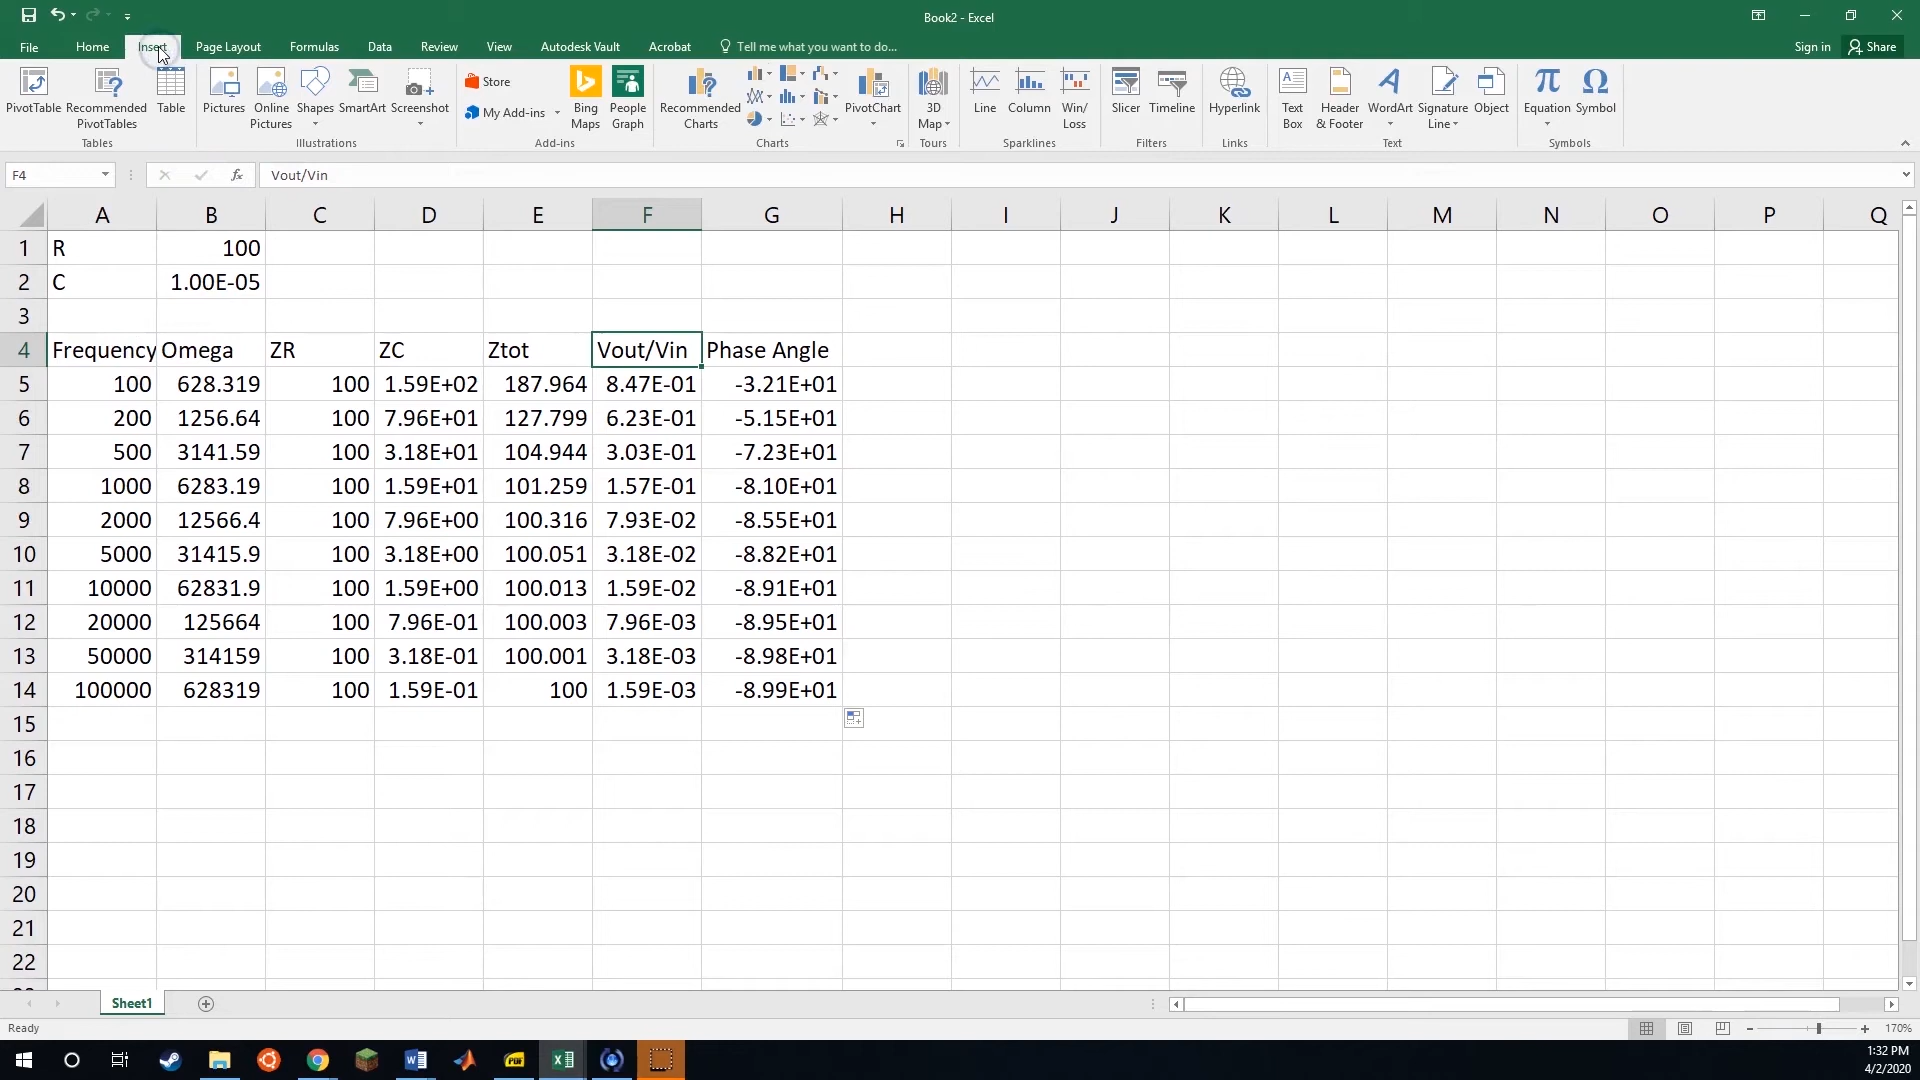 Book2 - Excel
File Home Insert Page Layout Formulas Data Review View Autodesk Vault Acrobat Tell me what you want to do... Sign in Share
PivotTable Recommended PivotTables Table Pictures Online Pictures Shapes SmartArt Screenshot Store My Add-ins Bing Maps People Graph Recommended Charts PivotChart 3D Map Line Column Win/ Loss Slicer Timeline Hyperlink Text Box Header & Footer WordArt Signature Line Object Equation Symbol
Tables Illustrations Add-ins Charts Tours Sparklines Filters Links Text Symbols
F4 fx Vout/Vin
A B C D E F G H I J K L M N O P Q
1 R 100
2 C 1.00E-05
3
4 Frequency Omega ZR ZC Ztot Vout/Vin Phase Angle
5 100 628.319 100 1.59E+02 187.964 8.47E-01 -3.21E+01
6 200 1256.64 100 7.96E+01 127.799 6.23E-01 -5.15E+01
7 500 3141.59 100 3.18E+01 104.944 3.03E-01 -7.23E+01
8 1000 6283.19 100 1.59E+01 101.259 1.57E-01 -8.10E+01
9 2000 12566.4 100 7.96E+00 100.316 7.93E-02 -8.55E+01
10 5000 31415.9 100 3.18E+00 100.051 3.18E-02 -8.82E+01
11 10000 62831.9 100 1.59E+00 100.013 1.59E-02 -8.91E+01
12 20000 125664 100 7.96E-01 100.003 7.96E-03 -8.95E+01
13 50000 314159 100 3.18E-01 100.001 3.18E-03 -8.98E+01
14 100000 628319 100 1.59E-01 100 1.59E-03 -8.99E+01
15
16
17
18
19
20
21
22
Sheet1
Ready 170%
1:32 PM
4/2/2020